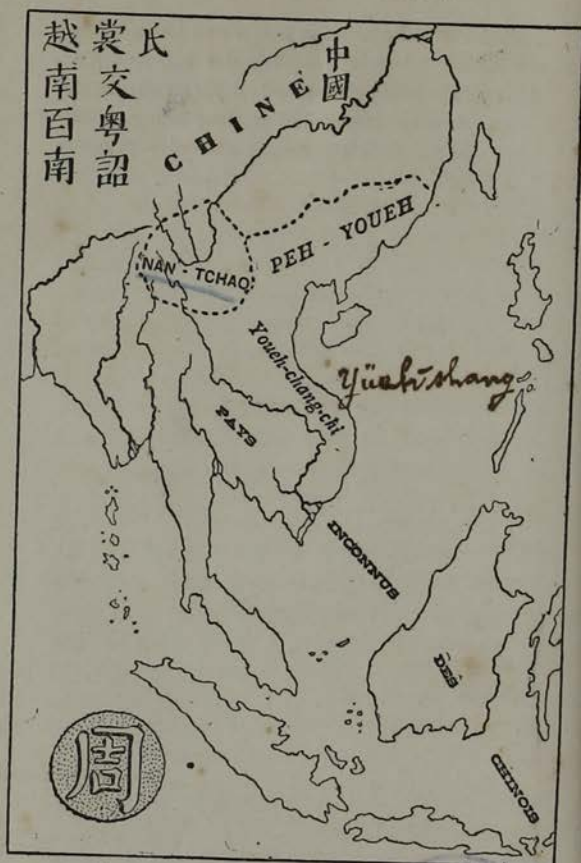 越裳氏
南交
百粵
南詔
中國
CHINE
NAN - TCHAO
PEH - YOUEH
Youeh-chang-chi
Yüeh-shang
PAYS
INCONNUS
DES
CHINOIS
周